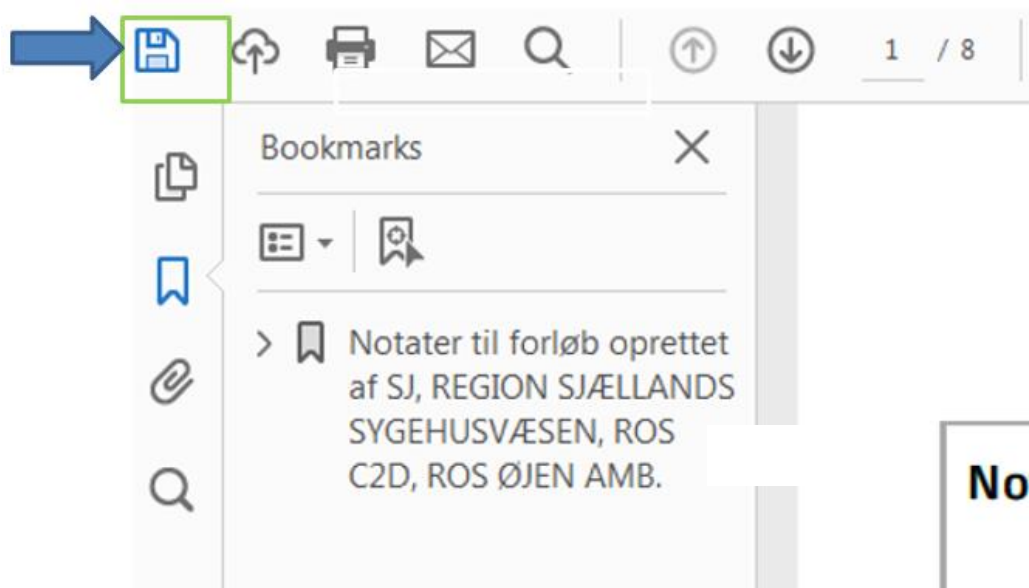 1 / 8
Bookmarks
Notater til forløb oprettet
af SJ, REGION SJÆLLANDS
SYGEHUSVÆSEN, ROS
C2D, ROS ØJEN AMB.
No